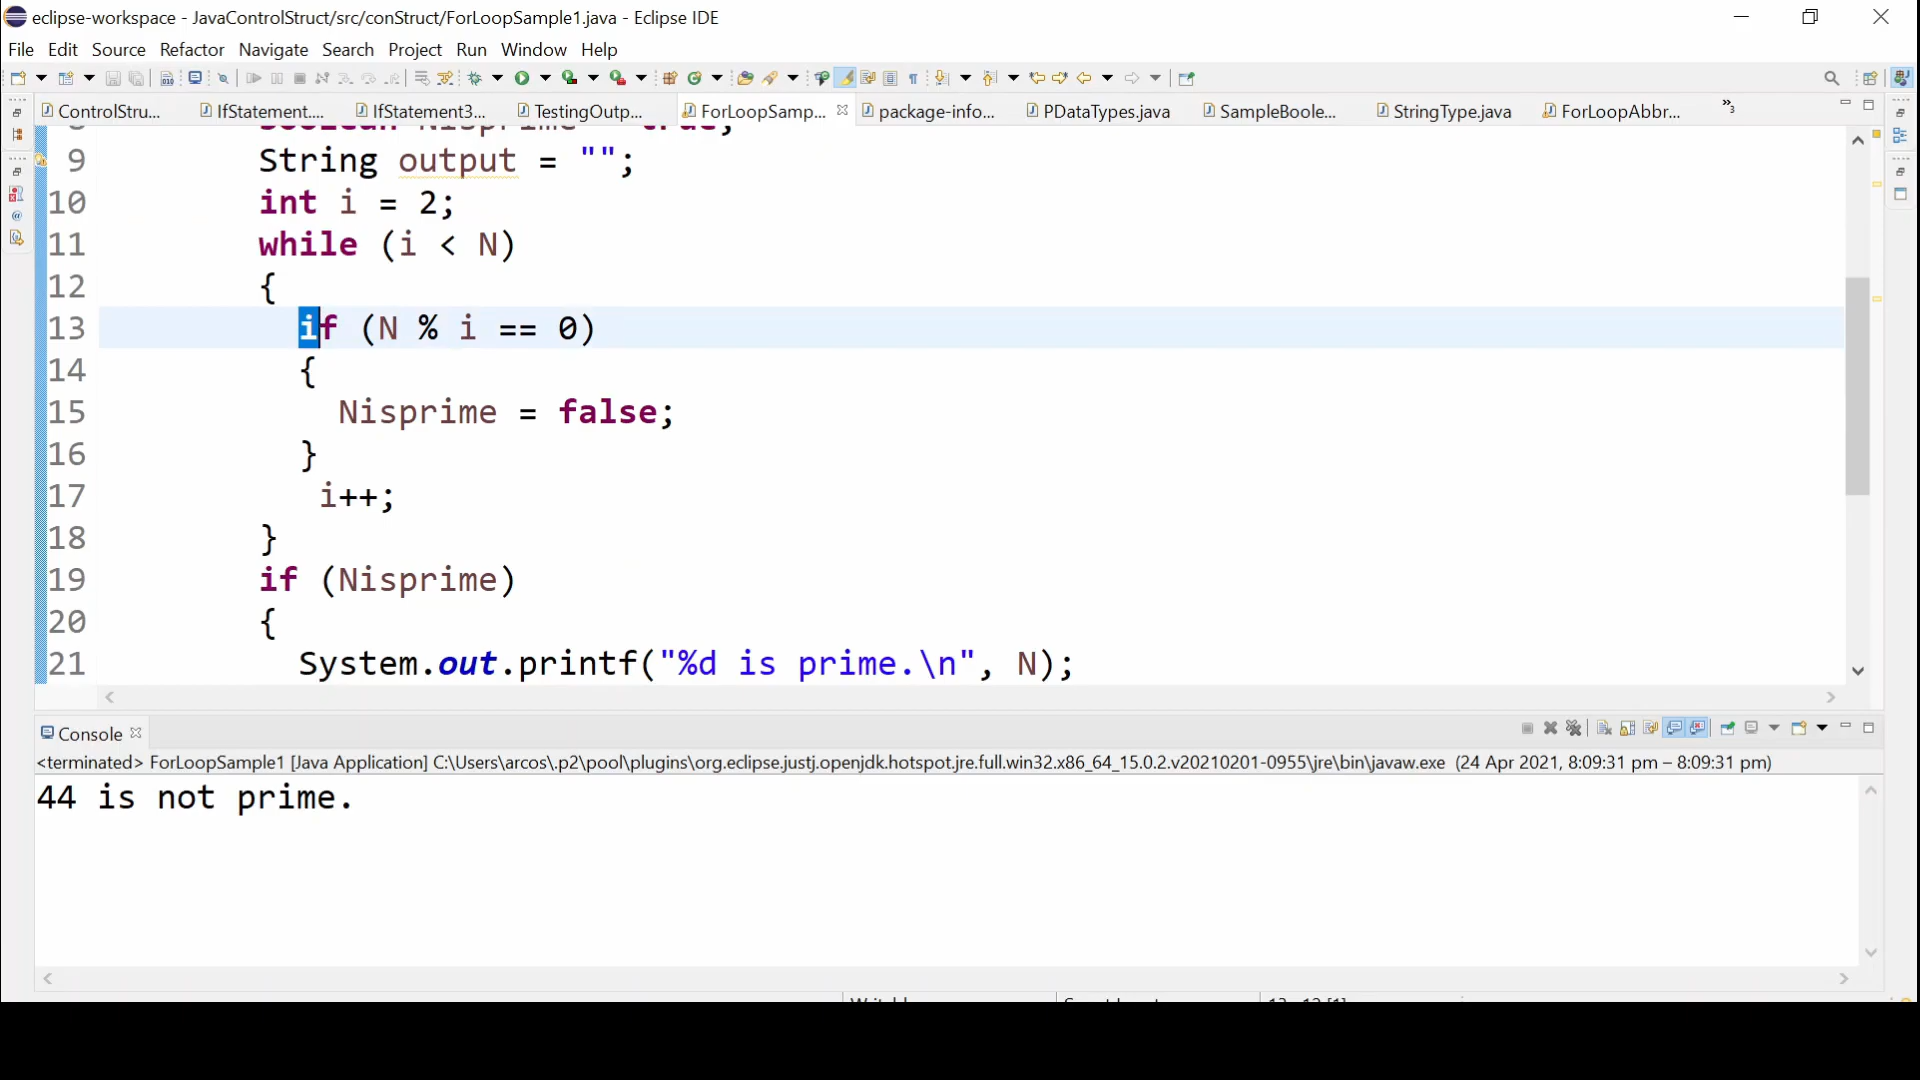 eclipse-workspace - JavaControlStruct/src/conStruct/ForLoopSample1.java - Eclipse IDE
File Edit Source Refactor Navigate Search Project Run Window Help
ControlStru... IfStatement.... IfStatement3... TestingOutp... ForLoopSamp... package-info... PDataTypes.java SampleBoole... StringType.java ForLoopAbbr... »3
8 boolean Nisprime = true;
9 String output = "";
10 int i = 2;
11 while (i < N)
12 {
13 if (N % i == 0)
14 {
15 Nisprime = false;
16 }
17 i++;
18 }
19 if (Nisprime)
20 {
21 System.out.printf("%d is prime.\n", N);
Console
<terminated> ForLoopSample1 [Java Application] C:\Users\arcos\.p2\pool\plugins\org.eclipse.justj.openjdk.hotspot.jre.full.win32.x86_64_15.0.2.v20210201-0955\jre\bin\javaw.exe (24 Apr 2021, 8:09:31 pm – 8:09:31 pm)
44 is not prime.